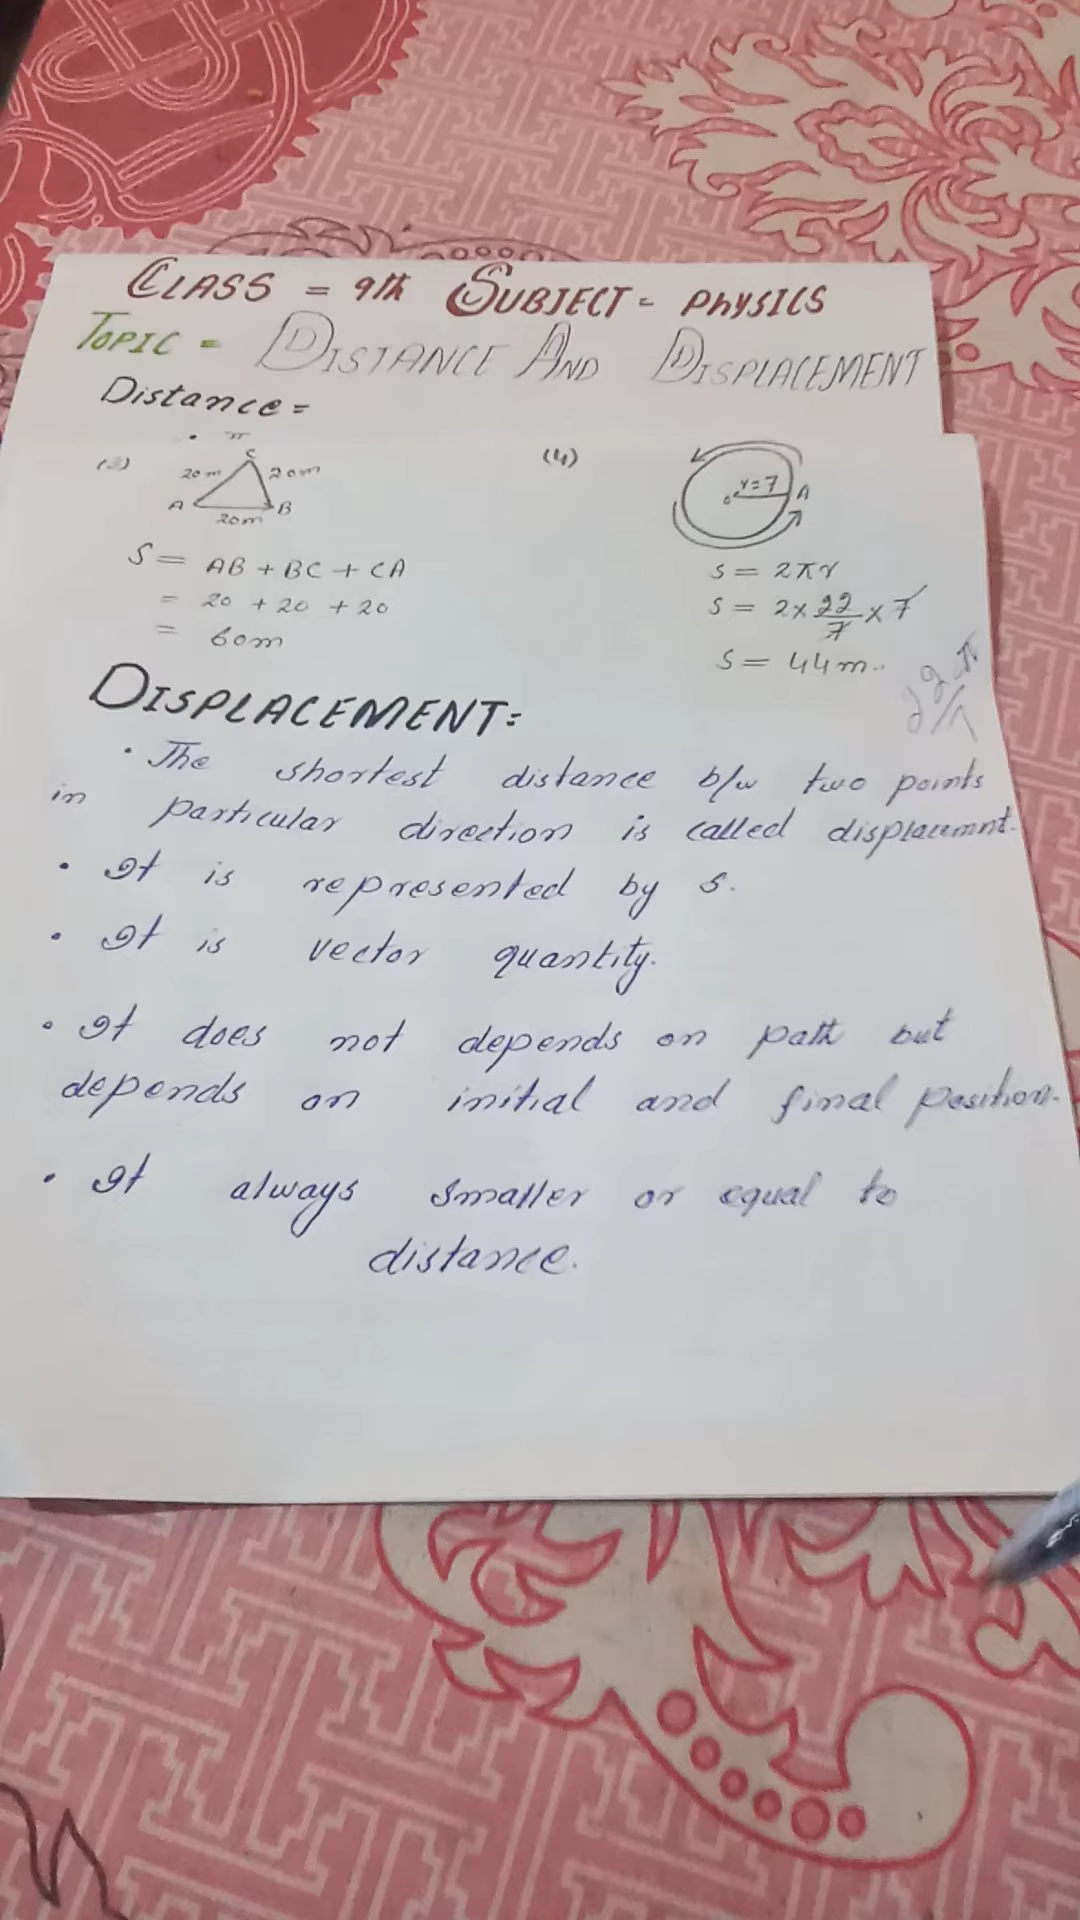 CLASS = 9th SUBJECT = PHYSICS
TOPIC = DISTANCE AND DISPLACEMENT
Distance =
(3)
C
20m 20m
A B
20m
S = AB + BC + CA
= 20 + 20 + 20
= 60m
(4)
r=7 A
S = 2πr
S = 2 × 22/7 × 7
S = 44m.
DISPLACEMENT:
• The shortest distance b/w two points
in particular direction is called displacemnt.
• It is represented by s.
• It is vector quantity.
• It does not depends on path but
depends on initial and final position.
• It always smaller or equal to
distance.